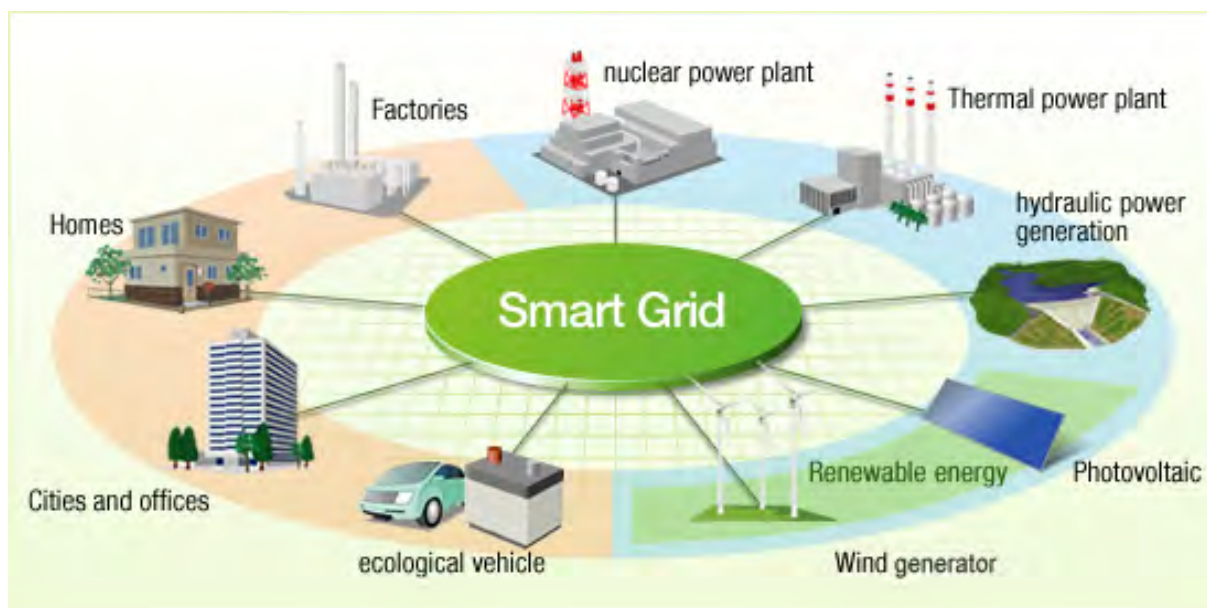 nuclear power plant
Factories
Thermal power plant
Homes
hydraulic power
generation
Smart Grid
Renewable energy
Photovoltaic
Cities and offices
ecological vehicle
Wind generator